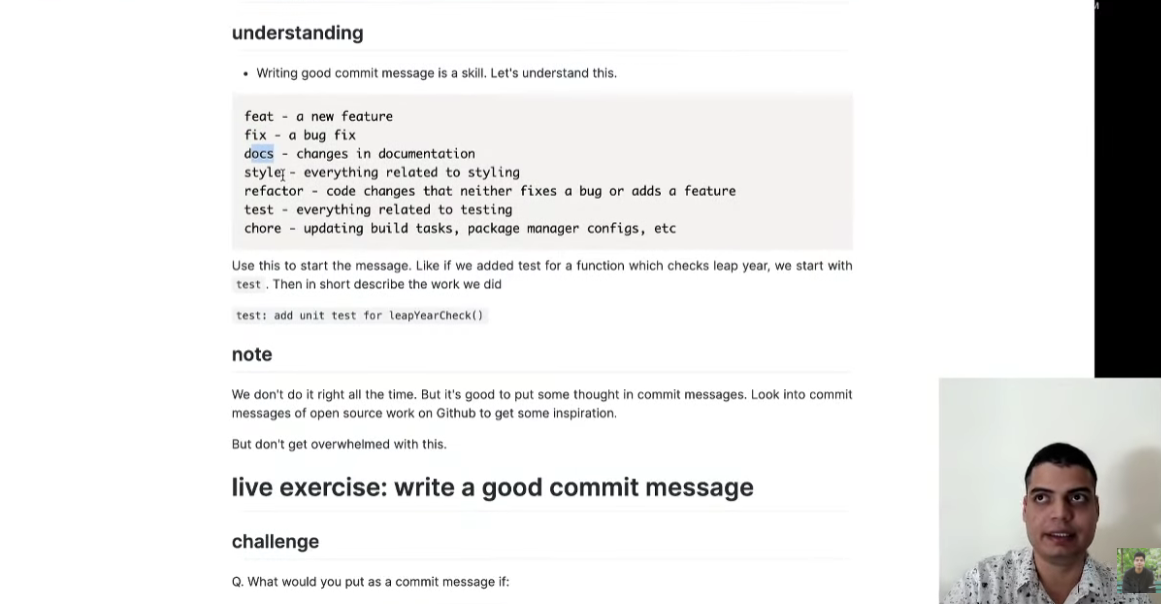 understanding
• Writing good commit message is a skill. Let's understand this.
feat - a new feature
fix - a bug fix
docs - changes in documentation
style - everything related to styling
refactor - code changes that neither fixes a bug or adds a feature
test - everything related to testing
chore - updating build tasks, package manager configs, etc
Use this to start the message. Like if we added test for a function which checks leap year, we start with
test . Then in short describe the work we did
test: add unit test for leapYearCheck()
note
We don't do it right all the time. But it's good to put some thought in commit messages. Look into commit
messages of open source work on Github to get some inspiration.
But don't get overwhelmed with this.
live exercise: write a good commit message
challenge
Q. What would you put as a commit message if: